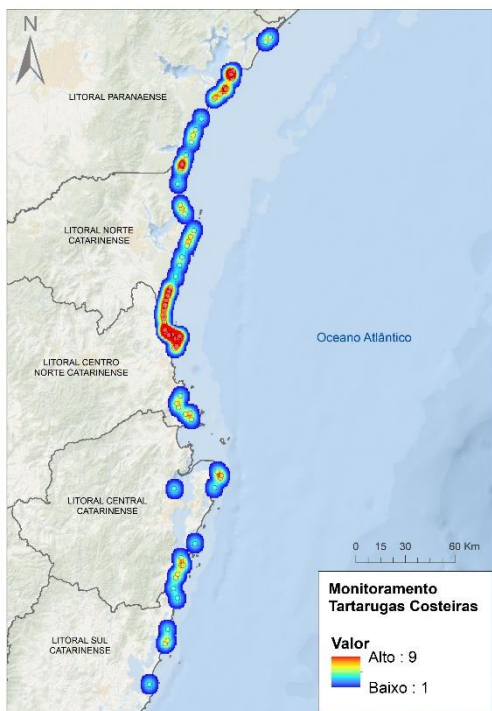 N
LITORAL PARANAENSE
LITORAL NORTE
CATARINENSE
Oceano Atlântico
LITORAL CENTRO
NORTE CATARINENSE
LITORAL CENTRAL
CATARINENSE
0 15 30 60 Km
LITORAL SUL
CATARINENSE
Monitoramento
Tartarugas Costeiras
Valor
Alto : 9
Baixo : 1